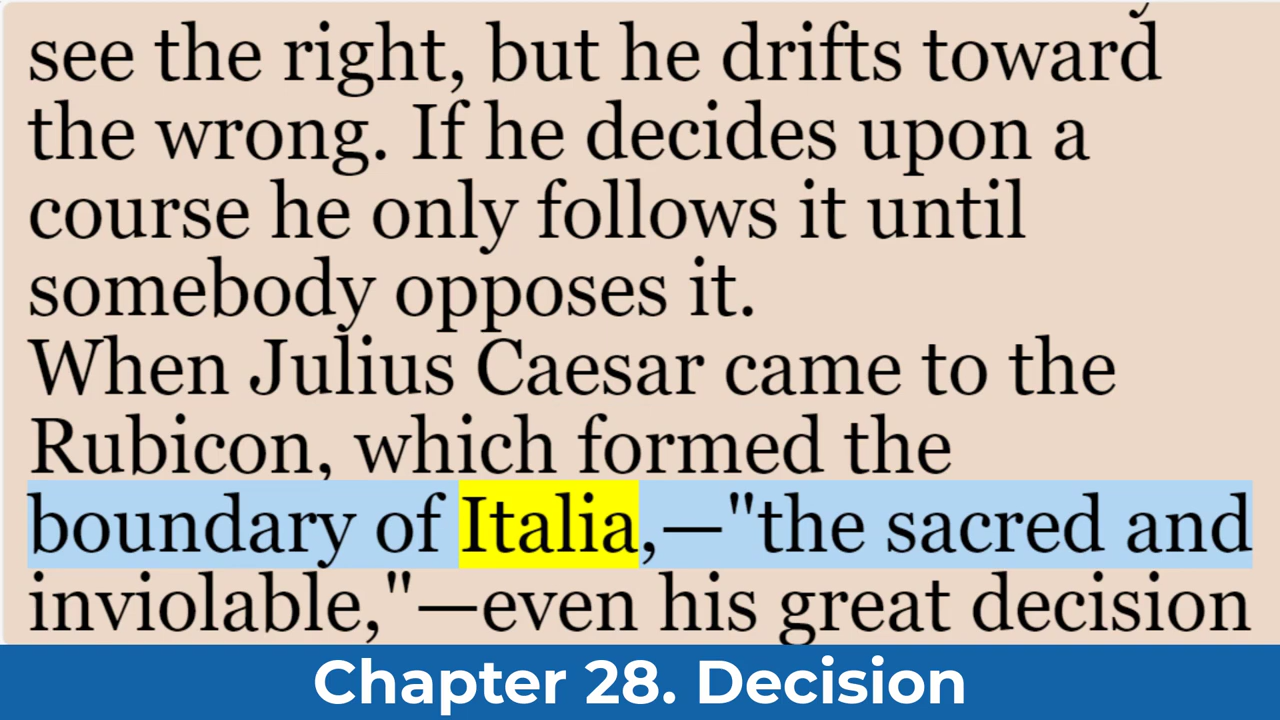 see the right, but he drifts toward
the wrong. If he decides upon a
course he only follows it until
somebody opposes it.
When Julius Caesar came to the
Rubicon, which formed the
boundary of Italia,—"the sacred and
inviolable,"—even his great decision
Chapter 28. Decision